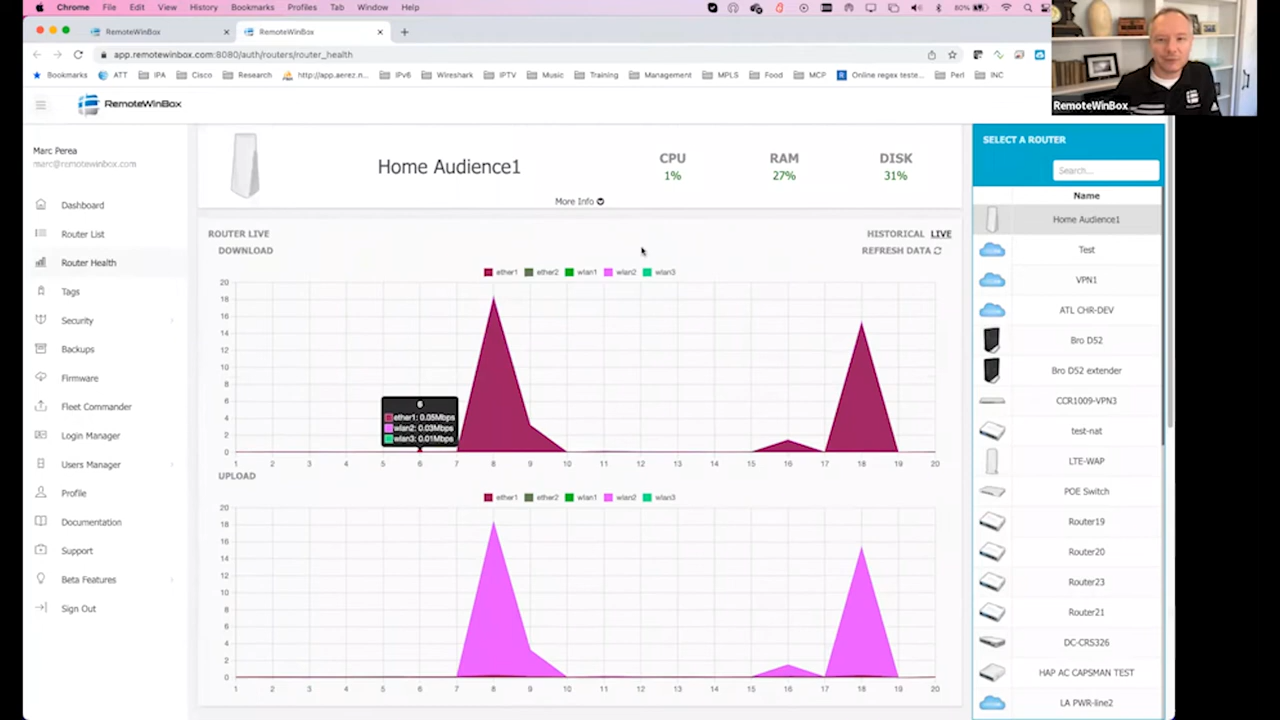 Chrome File Edit View History Bookmarks Profiles Tab Window Help 80%
RemoteWinBox RemoteWinBox
app.remotewinbox.com:8080/auth/routers/router_health
Bookmarks ATT IPA Cisco Research http://app.aerez.n... IPv6 Wireshark IPTV Music Training Management MPLS Food MCP Online regex teste... Perl INC
RemoteWinBox
RemoteWinBox
Marc Perea
marc@remotewinbox.com
Dashboard
Router List
Router Health
Tags
Security
Backups
Firmware
Fleet Commander
Login Manager
Users Manager
Profile
Documentation
Support
Beta Features
Sign Out
Home Audience1
CPU RAM DISK
1% 27% 31%
More Info
ROUTER LIVE HISTORICAL LIVE
DOWNLOAD REFRESH DATA
ether1 ether2 wlan1 wlan2 wlan3
20
18
16
14
12
10
8
6
4
2
0
6
ether1: 0.05Mbps
wlan2: 0.03Mbps
wlan3: 0.01Mbps
1 2 3 4 5 6 7 8 9 10 11 12 13 14 15 16 17 18 19 20
UPLOAD
ether1 ether2 wlan1 wlan2 wlan3
20
18
16
14
12
10
8
6
4
2
0
1 2 3 4 5 6 7 8 9 10 11 12 13 14 15 16 17 18 19 20
SELECT A ROUTER
Search...
Name
Home Audience1
Test
VPN1
ATL CHR-DEV
Bro D52
Bro D52 extender
CCR1009-VPN3
test-nat
LTE-WAP
POE Switch
Router19
Router20
Router23
Router21
DC-CRS326
HAP AC CAPSMAN TEST
LA PWR-line2